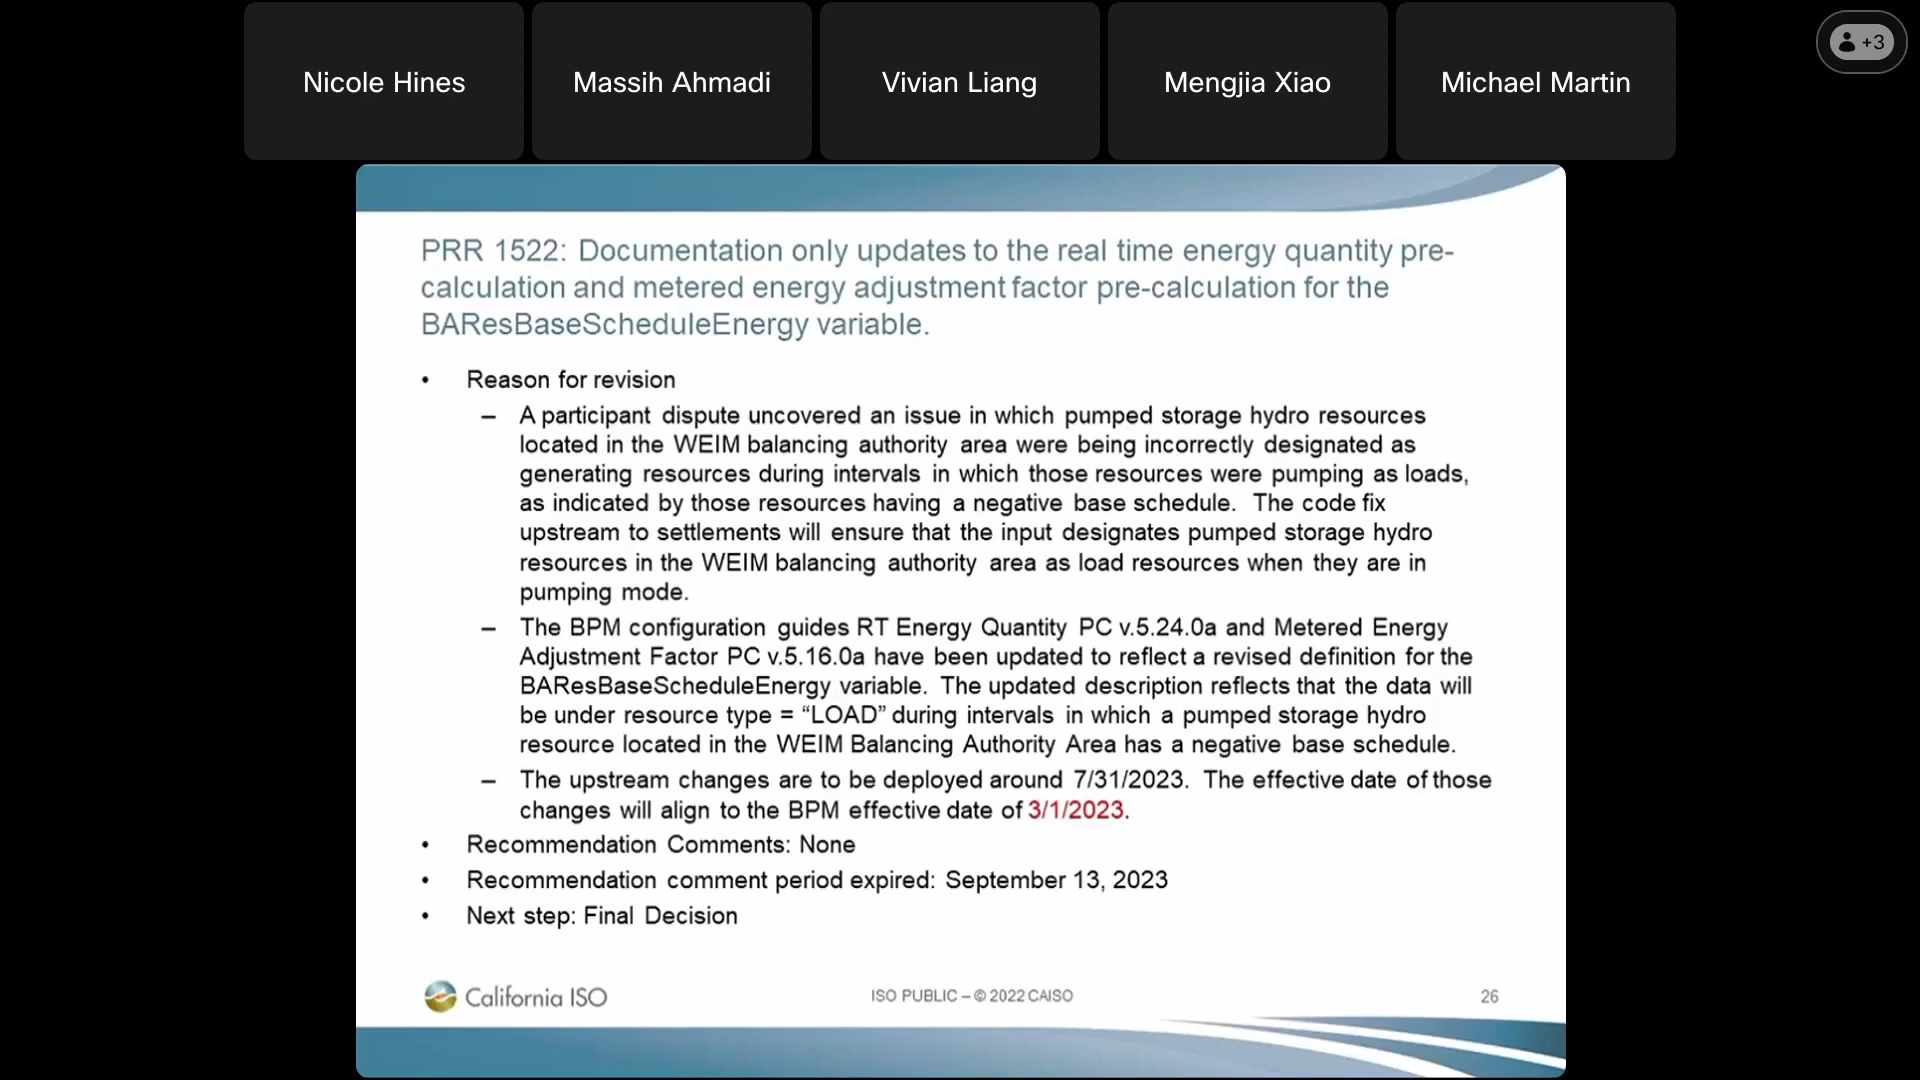 Nicole Hines
Massih Ahmadi
Vivian Liang
Mengjia Xiao
Michael Martin
+3
PRR 1522: Documentation only updates to the real time energy quantity pre-
calculation and metered energy adjustment factor pre-calculation for the
BAResBaseScheduleEnergy variable.
• Reason for revision
– A participant dispute uncovered an issue in which pumped storage hydro resources
located in the WEIM balancing authority area were being incorrectly designated as
generating resources during intervals in which those resources were pumping as loads,
as indicated by those resources having a negative base schedule. The code fix
upstream to settlements will ensure that the input designates pumped storage hydro
resources in the WEIM balancing authority area as load resources when they are in
pumping mode.
– The BPM configuration guides RT Energy Quantity PC v.5.24.0a and Metered Energy
Adjustment Factor PC v.5.16.0a have been updated to reflect a revised definition for the
BAResBaseScheduleEnergy variable. The updated description reflects that the data will
be under resource type = “LOAD” during intervals in which a pumped storage hydro
resource located in the WEIM Balancing Authority Area has a negative base schedule.
– The upstream changes are to be deployed around 7/31/2023. The effective date of those
changes will align to the BPM effective date of 3/1/2023.
• Recommendation Comments: None
• Recommendation comment period expired: September 13, 2023
• Next step: Final Decision
California ISO
ISO PUBLIC – © 2022 CAISO
26